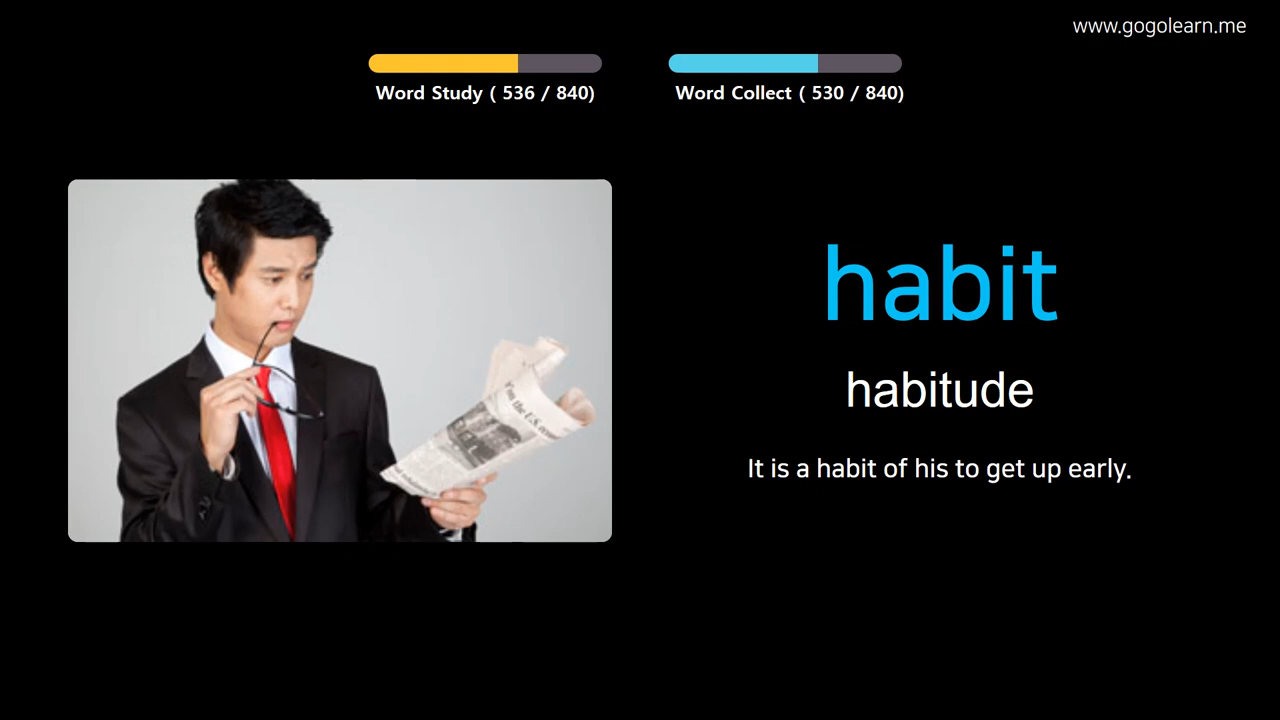 www.gogolearn.me
Word Study ( 536 / 840)
Word Collect ( 530 / 840)
habit
habitude
It is a habit of his to get up early.